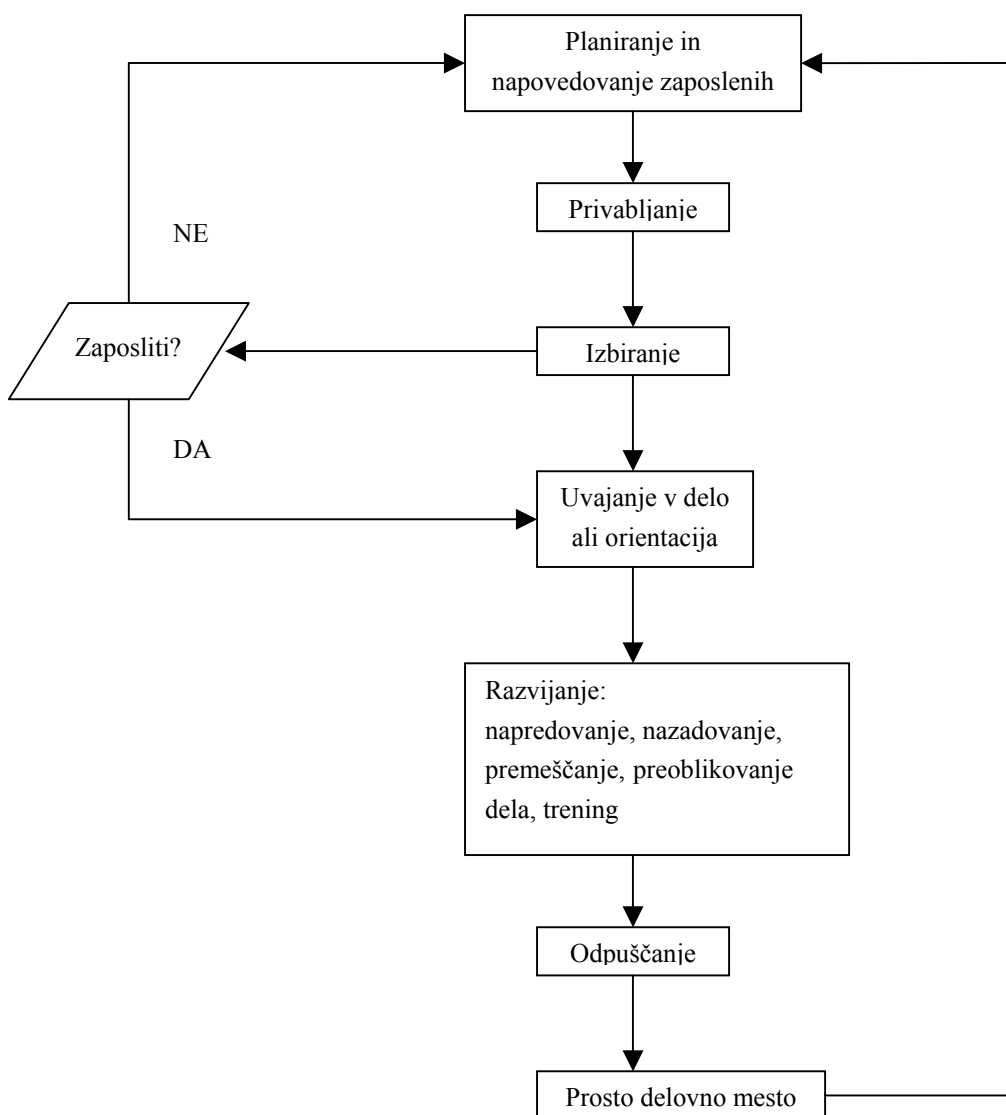 Planiranje in
napovedovanje zaposlenih
Privabljanje
NE
Zaposliti?
Izbiranje
DA
Uvajanje v delo
ali orientacija
Razvijanje:
napredovanje, nazadovanje,
premeščanje, preoblikovanje
dela, trening
Odpuščanje
Prosto delovno mesto